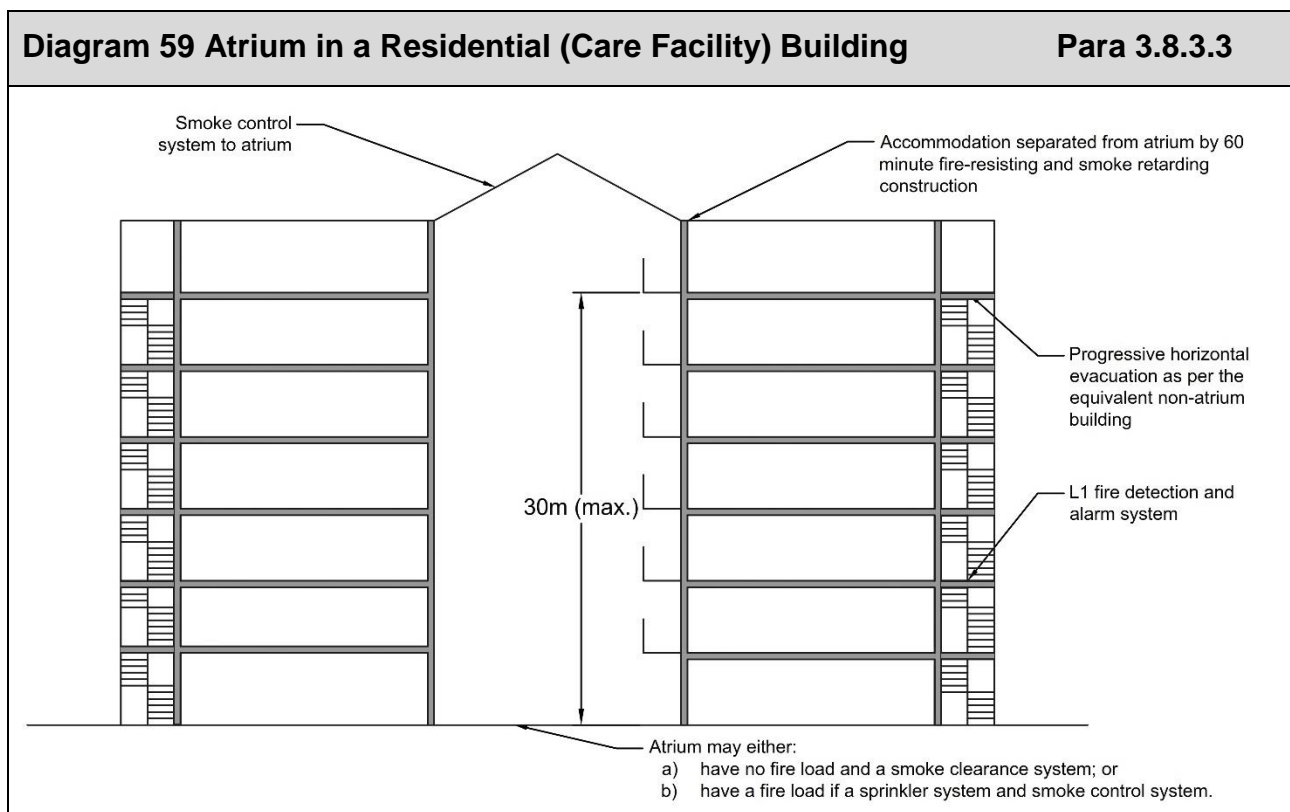 Diagram 59 Atrium in a Residential (Care Facility) Building Para 3.8.3.3
Smoke control
system to atrium
Accommodation separated from atrium by 60
minute fire-resisting and smoke retarding
construction
Progressive horizontal
evacuation as per the
equivalent non-atrium
building
30m (max.)
L1 fire detection and
alarm system
Atrium may either:
a) have no fire load and a smoke clearance system; or
b) have a fire load if a sprinkler system and smoke control system.